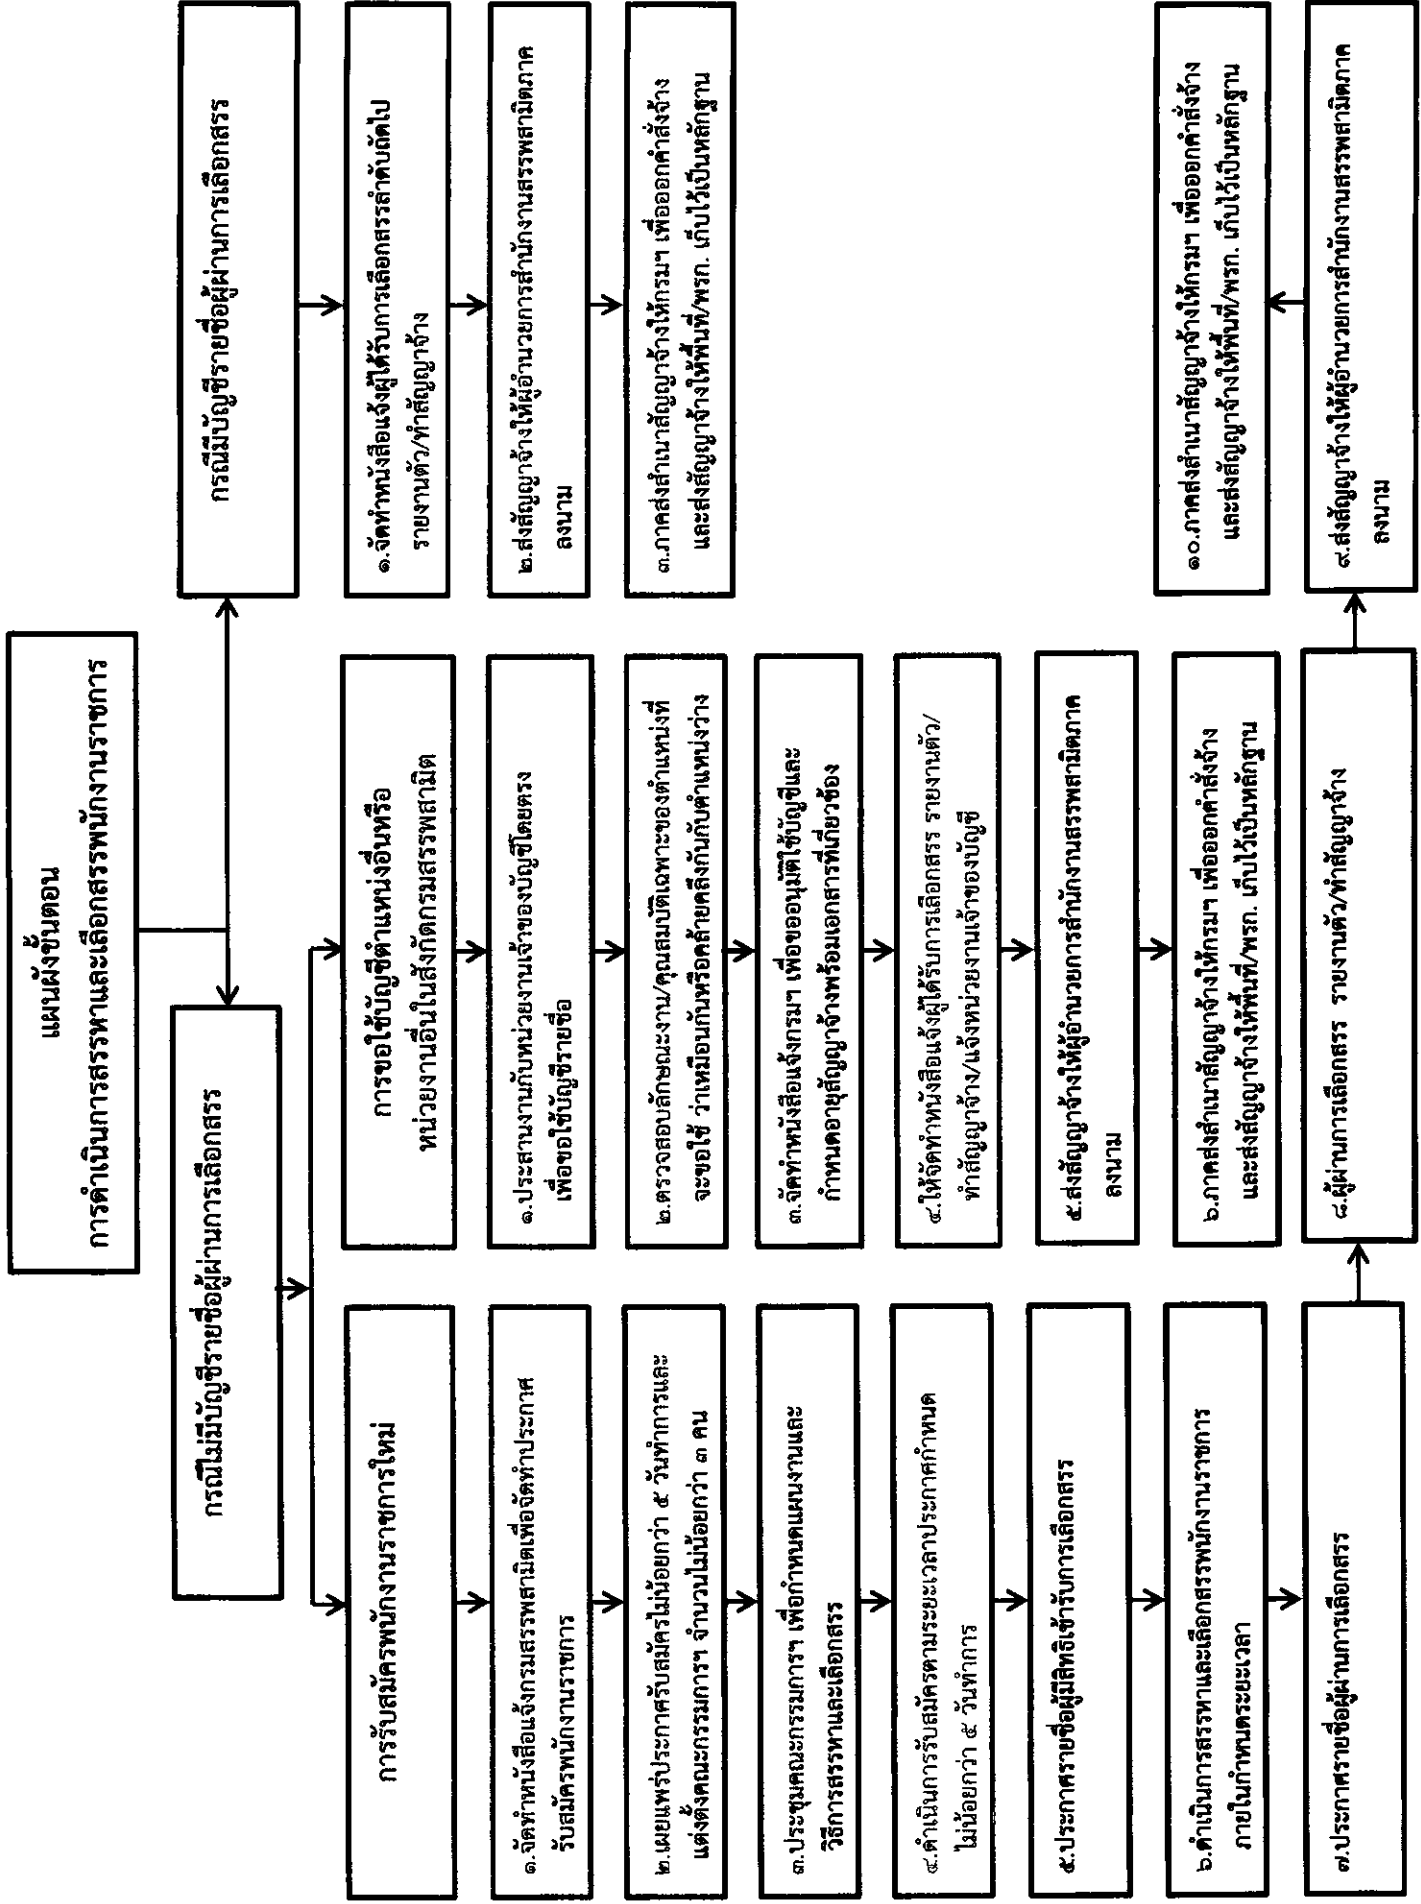 แผนผังขั้นตอน
การดำเนินการสรรหาและเลือกสรรพนักงานราชการ
กรณีไม่มีบัญชีรายชื่อผู้ผ่านการเลือกสรร
กรณีมีบัญชีรายชื่อผู้ผ่านการเลือกสรร
การรับสมัครพนักงานราชการใหม่
๑.จัดทำหนังสือแจ้งกรมสรรพสามิตเพื่อจัดทำประกาศ
รับสมัครพนักงานราชการ
๒.เผยแพร่ประกาศรับสมัครไม่น้อยกว่า ๕ วันทำการและ
แต่งตั้งคณะกรรมการฯ จำนวนไม่น้อยกว่า ๓ คน
๓.ประชุมคณะกรรมการฯ เพื่อกำหนดแผนงานและ
วิธีการสรรหาและเลือกสรร
๔.ดำเนินการรับสมัครตามระยะเวลาประกาศกำหนด
ไม่น้อยกว่า ๕ วันทำการ
๕.ประกาศรายชื่อผู้มีสิทธิเข้ารับการเลือกสรร
๖.ดำเนินการสรรหาและเลือกสรรพนักงานราชการ
ภายในกำหนดระยะเวลา
๗.ประกาศรายชื่อผู้ผ่านการเลือกสรร
๘.ผู้ผ่านการเลือกสรร รายงานตัว/ทำสัญญาจ้าง
๙.ส่งสัญญาจ้างให้ผู้อำนวยการสำนักงานสรรพสามิตภาค
ลงนาม
๑๐.ภาคส่งสำเนาสัญญาจ้างให้กรมฯ เพื่อออกคำสั่งจ้าง
และส่งสัญญาจ้างให้พื้นที่/พรก. เก็บไว้เป็นหลักฐาน
การขอใช้บัญชีตำแหน่งอื่นหรือ
หน่วยงานอื่นในสังกัดกรมสรรพสามิต
๑.ประสานงานกับหน่วยงานเจ้าของบัญชีโดยตรง
เพื่อขอใช้บัญชีรายชื่อ
๒.ตรวจสอบลักษณะงาน/คุณสมบัติเฉพาะของตำแหน่งที่
จะขอใช้ ว่าเหมือนกันหรือคล้ายคลึงกันกับตำแหน่งว่าง
๓.จัดทำหนังสือแจ้งกรมฯ เพื่อขออนุมัติใช้บัญชีและ
กำหนดอายุสัญญาจ้างพร้อมเอกสารที่เกี่ยวข้อง
๔.ให้จัดทำหนังสือแจ้งผู้ได้รับการเลือกสรร รายงานตัว/
ทำสัญญาจ้าง/แจ้งหน่วยงานเจ้าของบัญชี
๕.ส่งสัญญาจ้างให้ผู้อำนวยการสำนักงานสรรพสามิตภาค
ลงนาม
๖.ภาคส่งสำเนาสัญญาจ้างให้กรมฯ เพื่อออกคำสั่งจ้าง
และส่งสัญญาจ้างให้พื้นที่/พรก. เก็บไว้เป็นหลักฐาน
๑.จัดทำหนังสือแจ้งผู้ได้รับการเลือกสรรลำดับถัดไป
รายงานตัว/ทำสัญญาจ้าง
๒.ส่งสัญญาจ้างให้ผู้อำนวยการสำนักงานสรรพสามิตภาค
ลงนาม
๓.ภาคส่งสำเนาสัญญาจ้างให้กรมฯ เพื่อออกคำสั่งจ้าง
และส่งสัญญาจ้างให้พื้นที่/พรก. เก็บไว้เป็นหลักฐาน